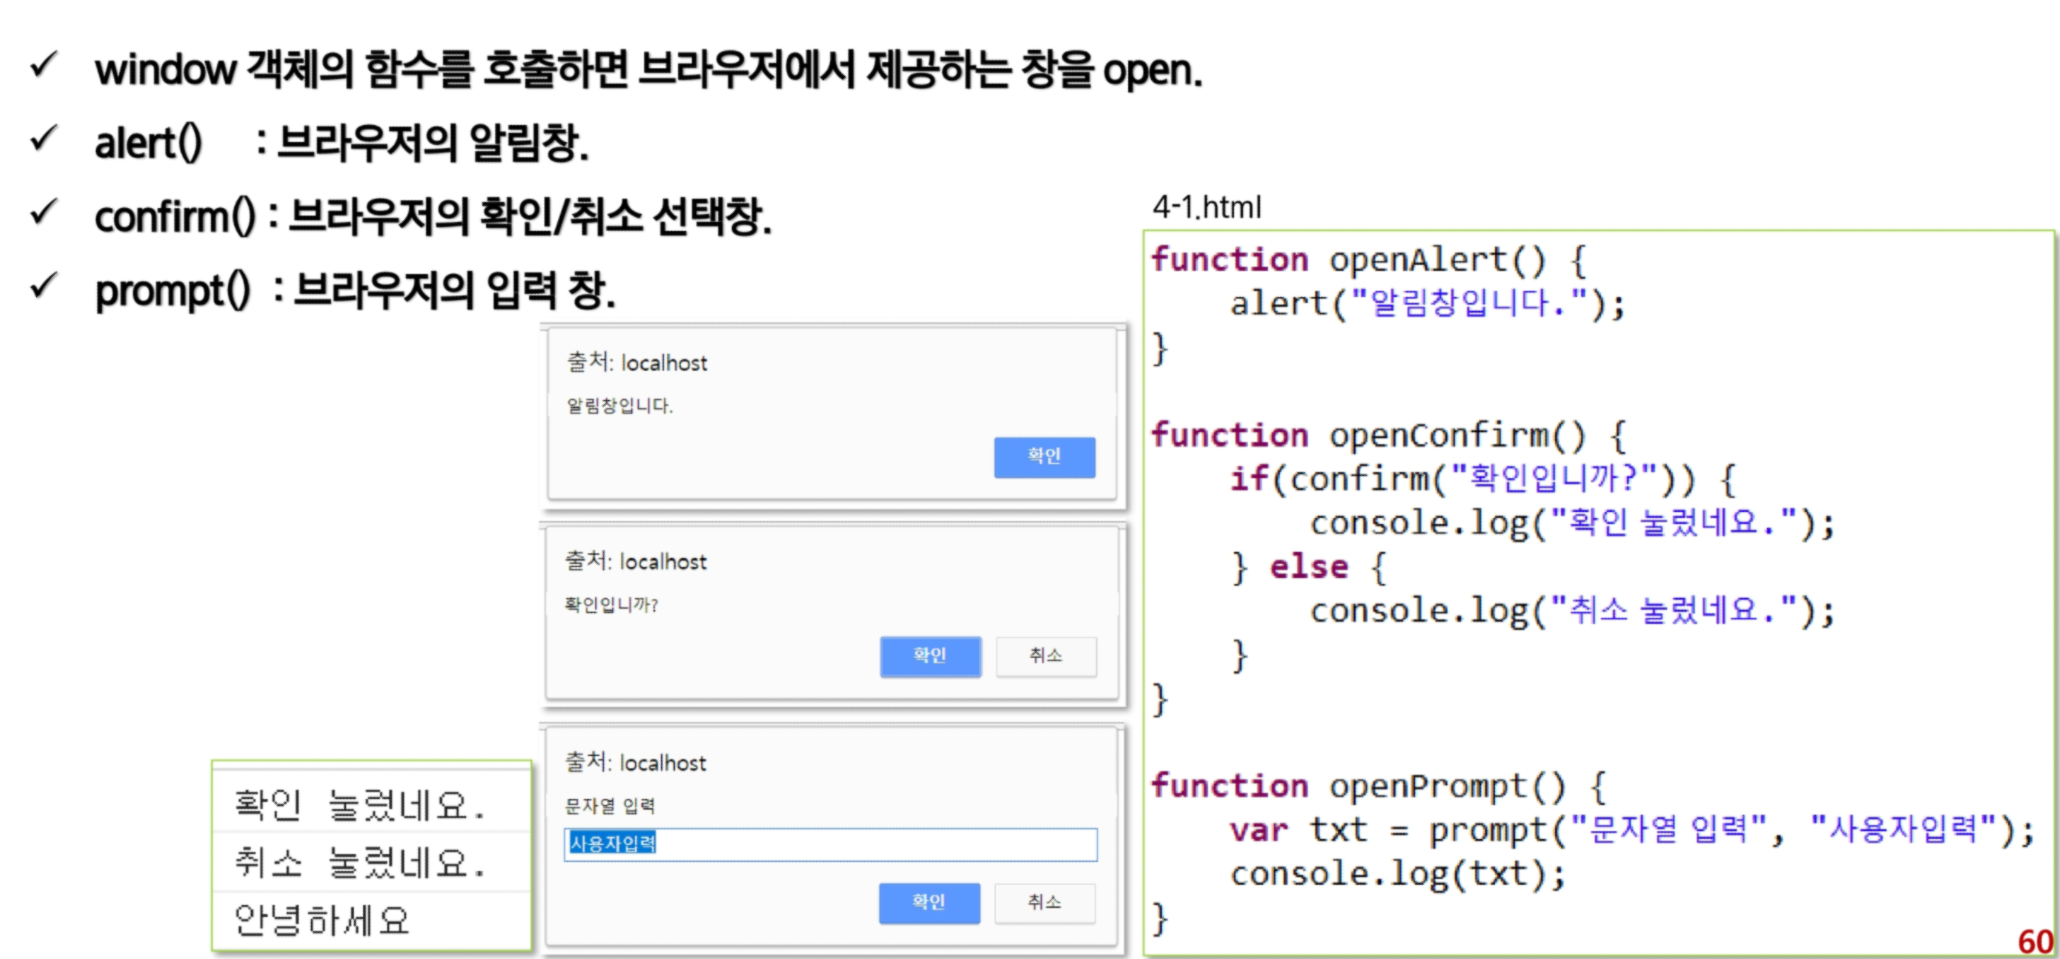 ✓ window 객체의 함수를 호출하면 브라우저에서 제공하는 창을 open.
✓ alert() : 브라우저의 알림창.
✓ confirm() : 브라우저의 확인/취소 선택창.
✓ prompt() : 브라우저의 입력 창.
출처: localhost
알림창입니다.
확인
출처: localhost
확인입니까?
확인 취소
출처: localhost
문자열 입력
사용자입력
확인 취소
확인 눌렀네요.
취소 눌렀네요.
안녕하세요
4-1.html
function openAlert() {
    alert("알림창입니다.");
}
function openConfirm() {
    if(confirm("확인입니까?")) {
        console.log("확인 눌렀네요.");
    } else {
        console.log("취소 눌렀네요.");
    }
}
function openPrompt() {
    var txt = prompt("문자열 입력", "사용자입력");
    console.log(txt);
}
60